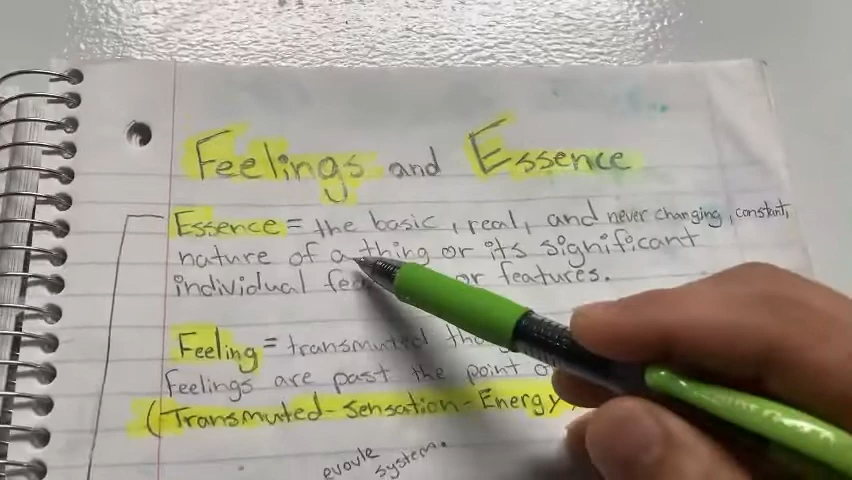 Feelings and Essence
Essence = the basic, real, and never changing, constant,
nature of a thing or its significant
individual or features.
Feeling = transmuted
feelings are past the point
(Transmuted-Sensation-Energy)
evovle
system.